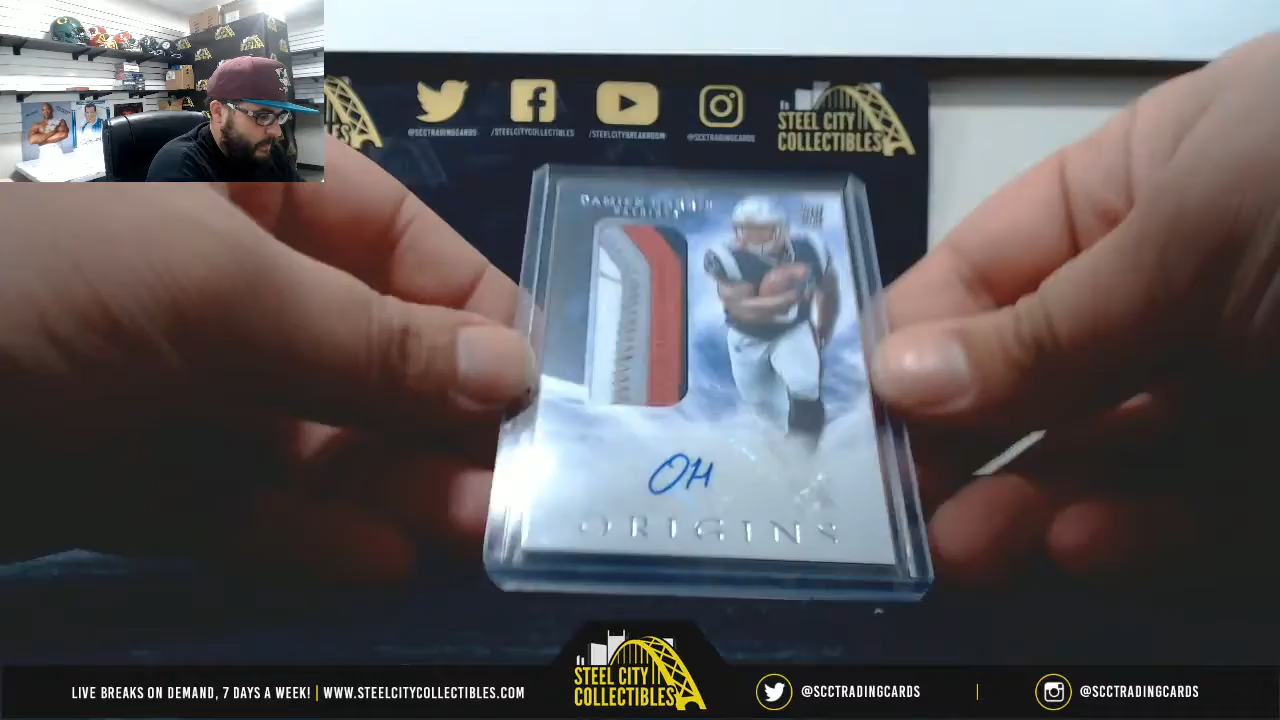 @SCCTRADINGCARDS
/STEELCITYCOLLECTIBLES
/STEELCITYBREAKROOM
@SCCTRADINGCARDS
STEEL CITY
COLLECTIBLES
PATRIOTS
OH
ORIGINS
LIVE BREAKS ON DEMAND, 7 DAYS A WEEK! | WWW.STEELCITYCOLLECTIBLES.COM
STEEL CITY
COLLECTIBLES
@SCCTRADINGCARDS
@SCCTRADINGCARDS